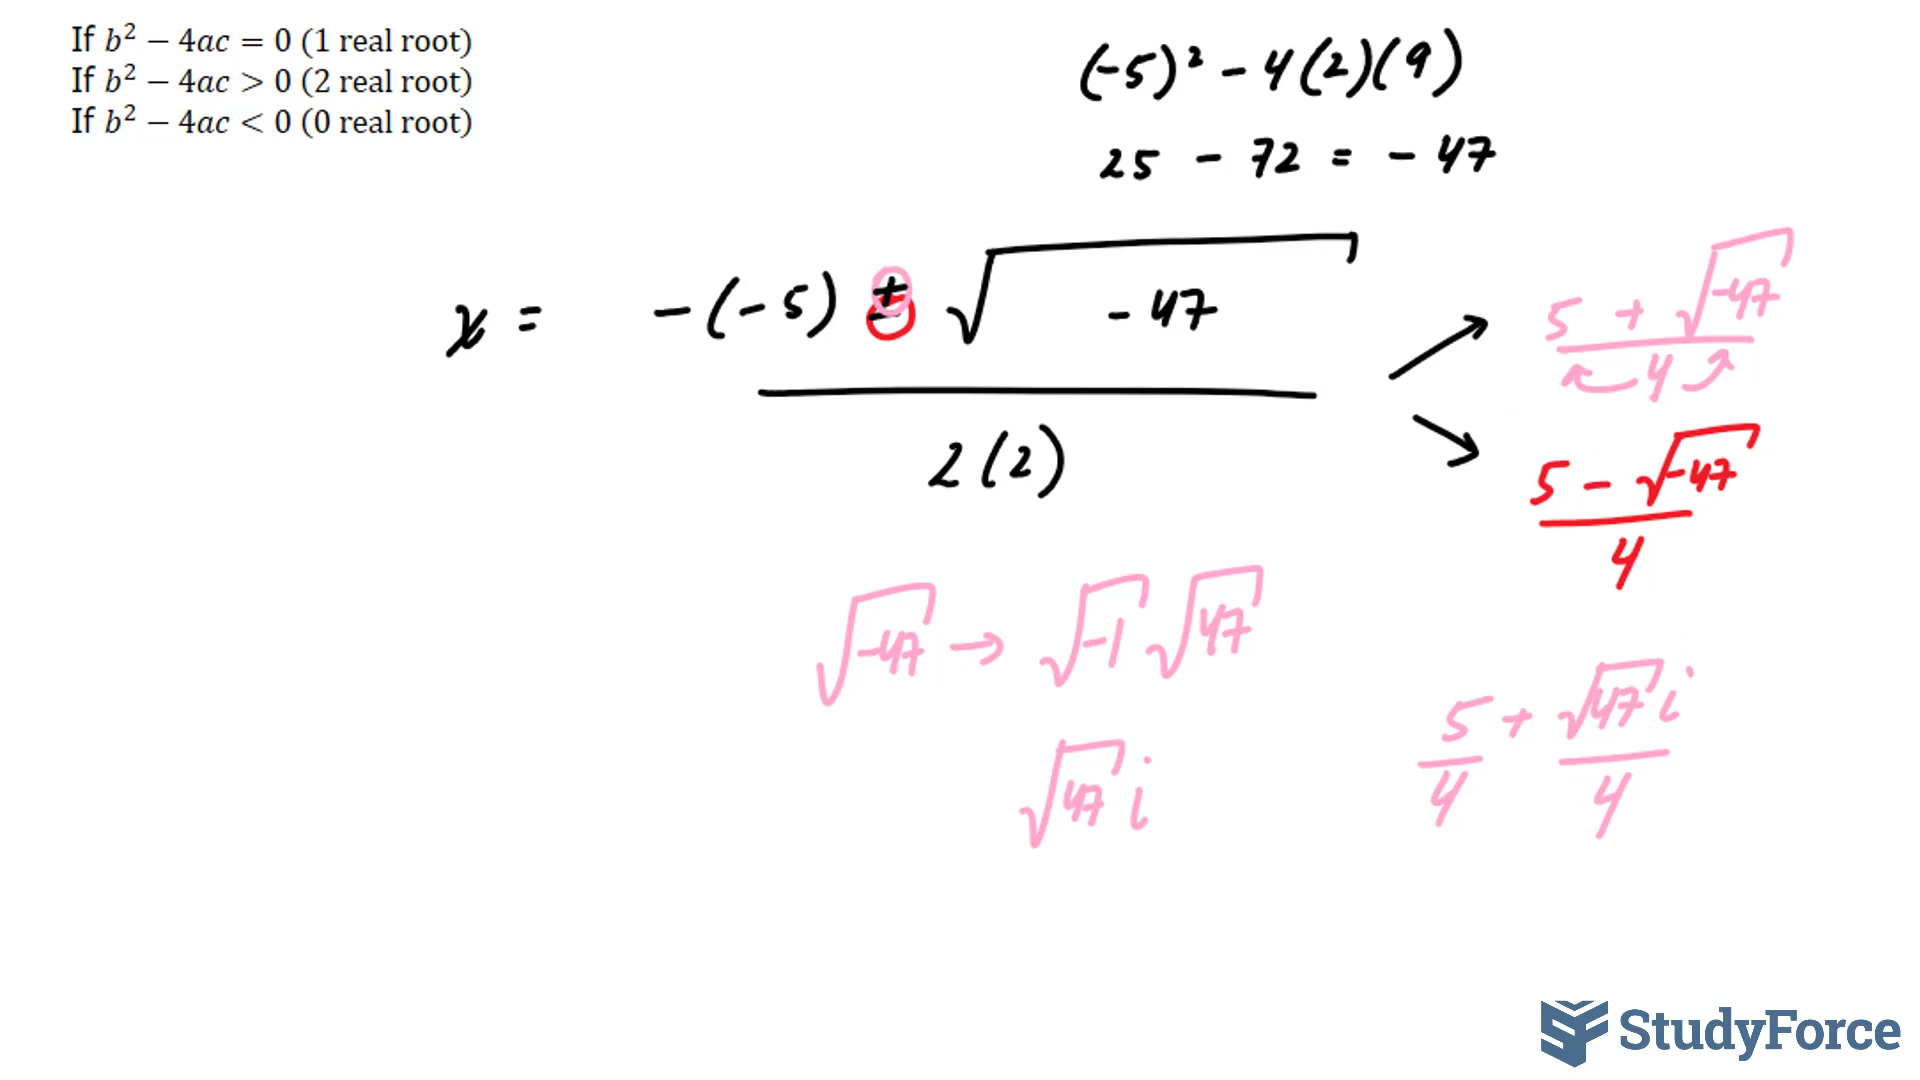 If b² − 4ac = 0 (1 real root)
If b² − 4ac > 0 (2 real root)
If b² − 4ac < 0 (0 real root)
(-5)² - 4(2)(9)
25 - 72 = -47
x = -(-5) ± √-47
2(2)
5 + √-47
4
5 - √-47
4
√-47 → √-1 √47
√47 i
5/4 + √47 i/4
StudyForce